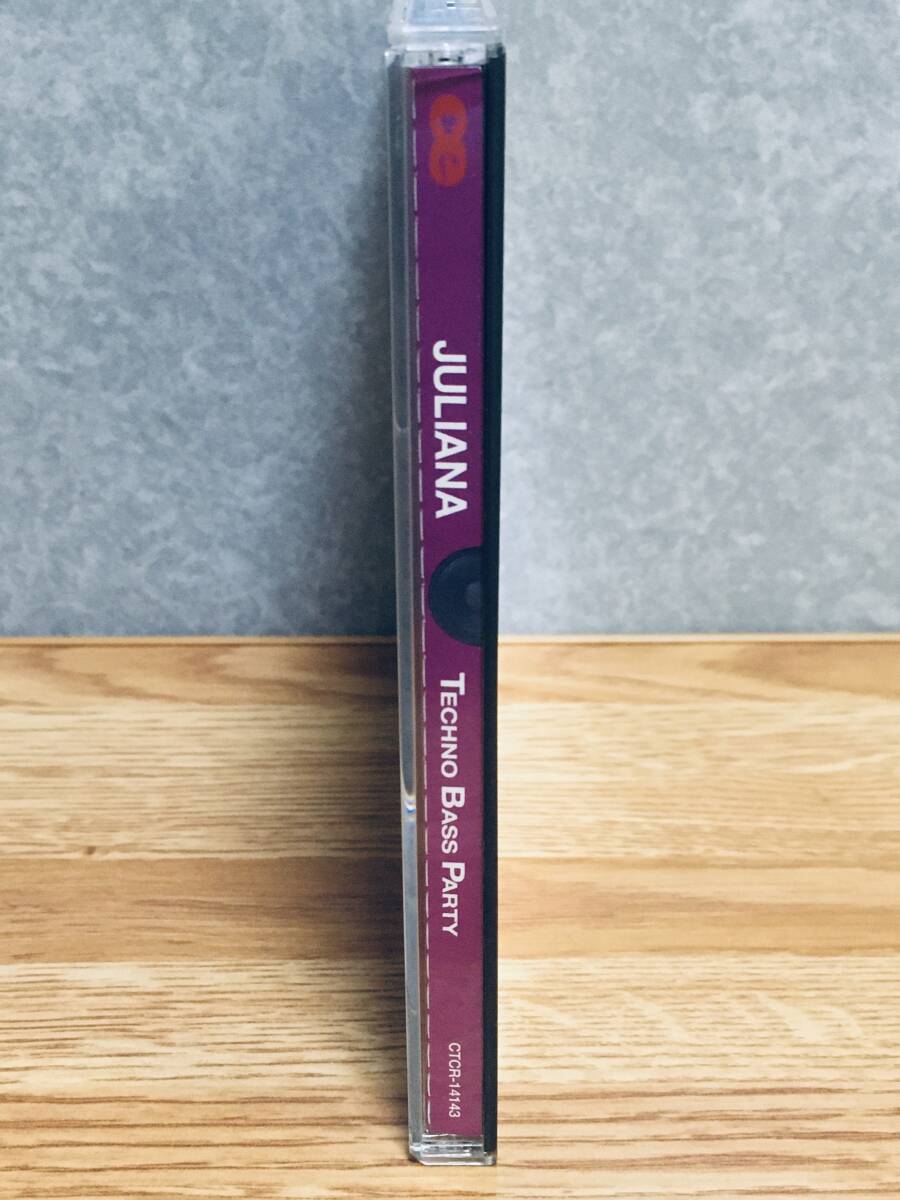 JULIANA
TECHNO BASS PARTY
CTCR-14143